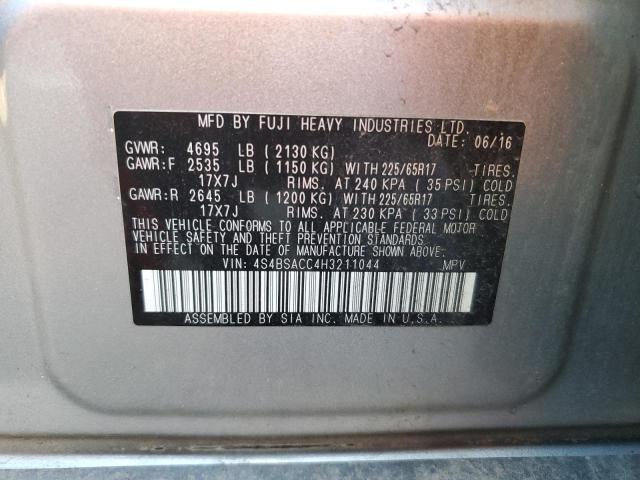 MFD BY FUJI HEAVY INDUSTRIES LTD.
DATE: 06/16
GVWR: 4695 LB ( 2130 KG)
GAWR:F 2535 LB ( 1150 KG) WITH 225/65R17 TIRES.
17X7J RIMS. AT 240 KPA ( 35 PSI) COLD
GAWR:R 2645 LB ( 1200 KG) WITH 225/65R17 TIRES.
17X7J RIMS. AT 230 KPA ( 33 PSI) COLD
THIS VEHICLE CONFORMS TO ALL APPLICABLE FEDERAL MOTOR
VEHICLE SAFETY AND THEFT PREVENTION STANDARDS
IN EFFECT ON THE DATE OF MANUFACTURE SHOWN ABOVE.
VIN: 4S4BSACC4H3211044 MPV
ASSEMBLED BY SIA INC. MADE IN U.S.A.